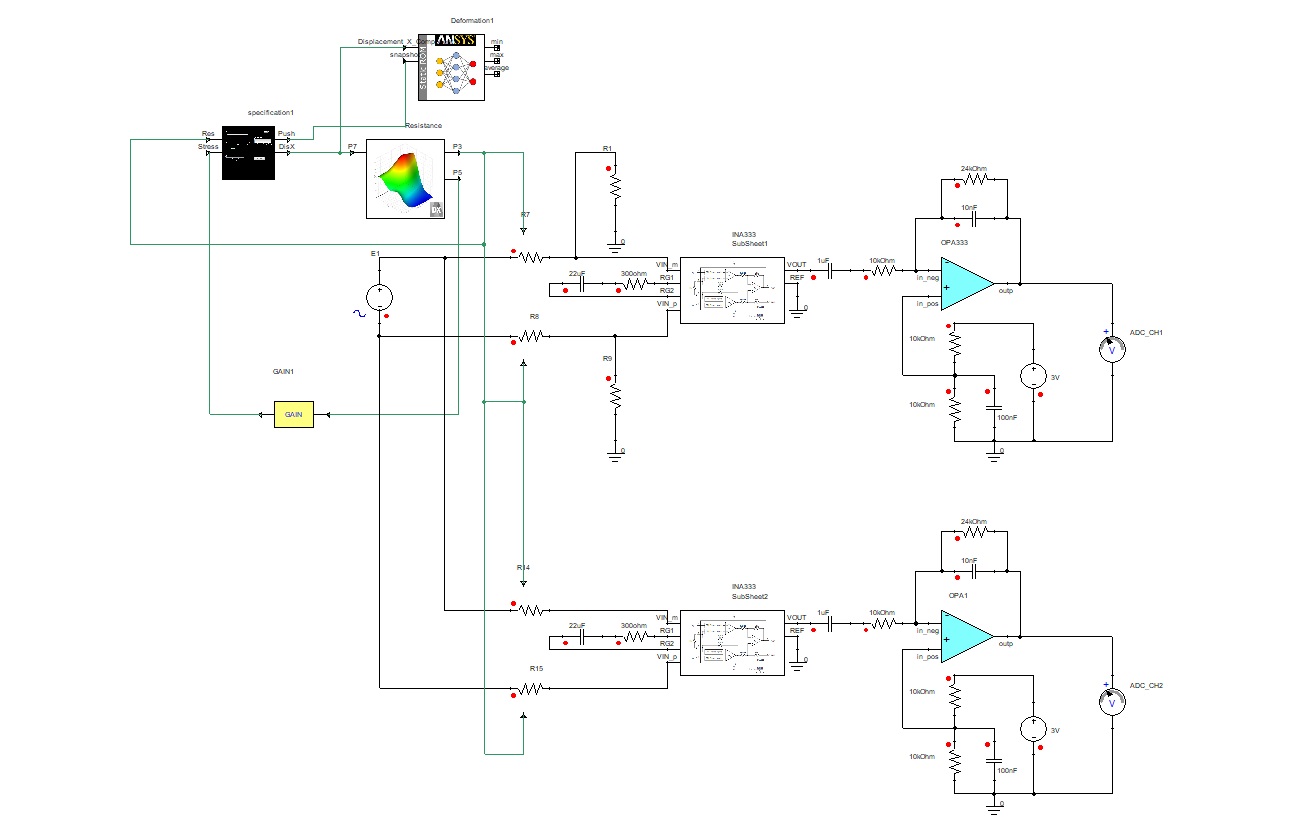 Deformation1
Displacement_X_Comp
ANSYS
min
snapshot
max
average
Static ROM
specification1
Resistance
Res
Push
Stress
DisX
P7
P3
P5
R1
24kOhm
10nF
R7
0
INA333
SubSheet1
OPA333
E1
VIN_m
VOUT
1uF
10kOhm
22uF
300ohm
RG1
REF
in_neg
RG2
outp
in_pos
VIN_p
0
R8
ADC_CH1
10kOhm
V
R9
GAIN1
3V
GAIN
10kOhm
100nF
0
0
24kOhm
10nF
R14
INA333
SubSheet2
OPA1
VIN_m
VOUT
1uF
10kOhm
22uF
300ohm
RG1
REF
in_neg
RG2
outp
in_pos
VIN_p
0
R15
ADC_CH2
10kOhm
V
3V
10kOhm
100nF
0